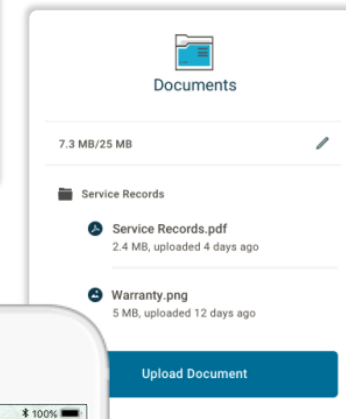 Documents
7.3 MB/25 MB
Service Records
Service Records.pdf
2.4 MB, uploaded 4 days ago
Warranty.png
5 MB, uploaded 12 days ago
Upload Document
100%